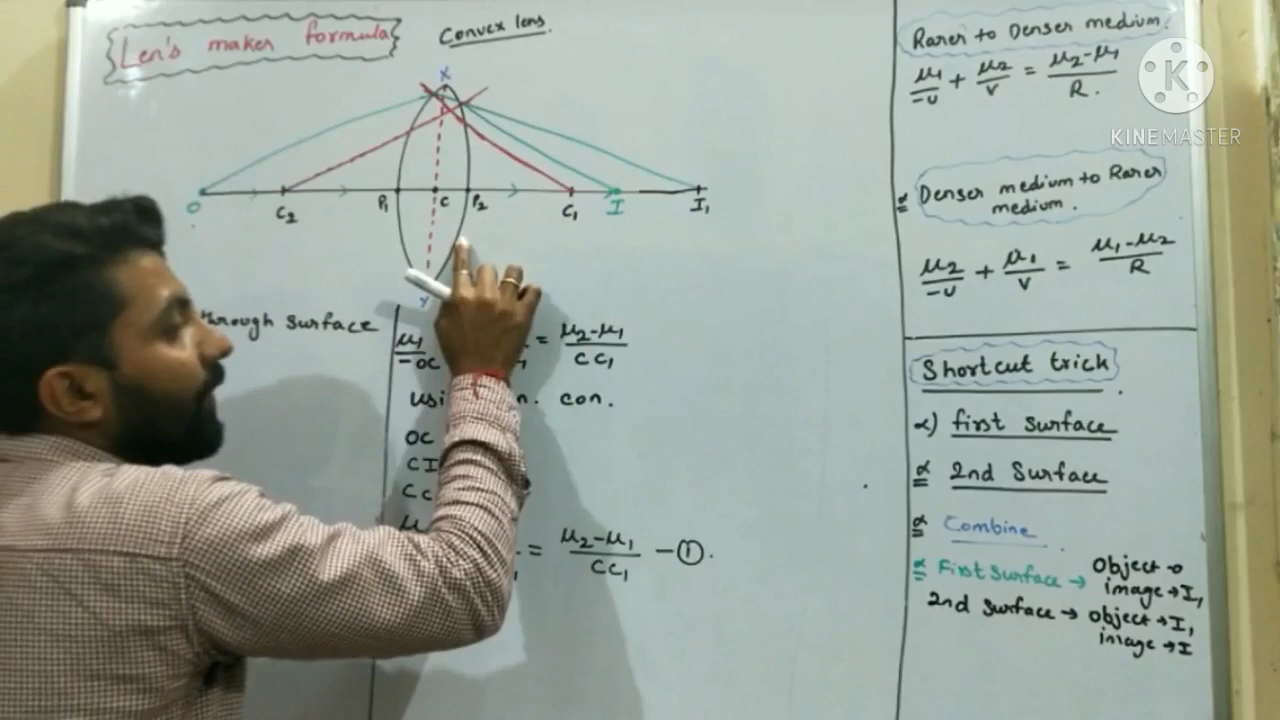 Len's maker formula
Convex lens.
X
O C₂ P₁ C P₂ C₁ I I₁
Y
through surface
μ₁/-OC = μ₂-μ₁/CC₁
con.
OC
CI
CC
μ
= μ₂-μ₁/CC₁ -①.
Rarer to Denser medium.
μ₁/-u + μ₂/v = μ₂-μ₁/R.
K
KINEMASTER
Denser medium to Rarer
medium.
μ₂/-u + μ₁/v = μ₁-μ₂/R
Shortcut trick.
α) first surface
α 2nd Surface
α Combine
α First surface → Object → O
image → I₁
2nd surface → object → I₁
image → I